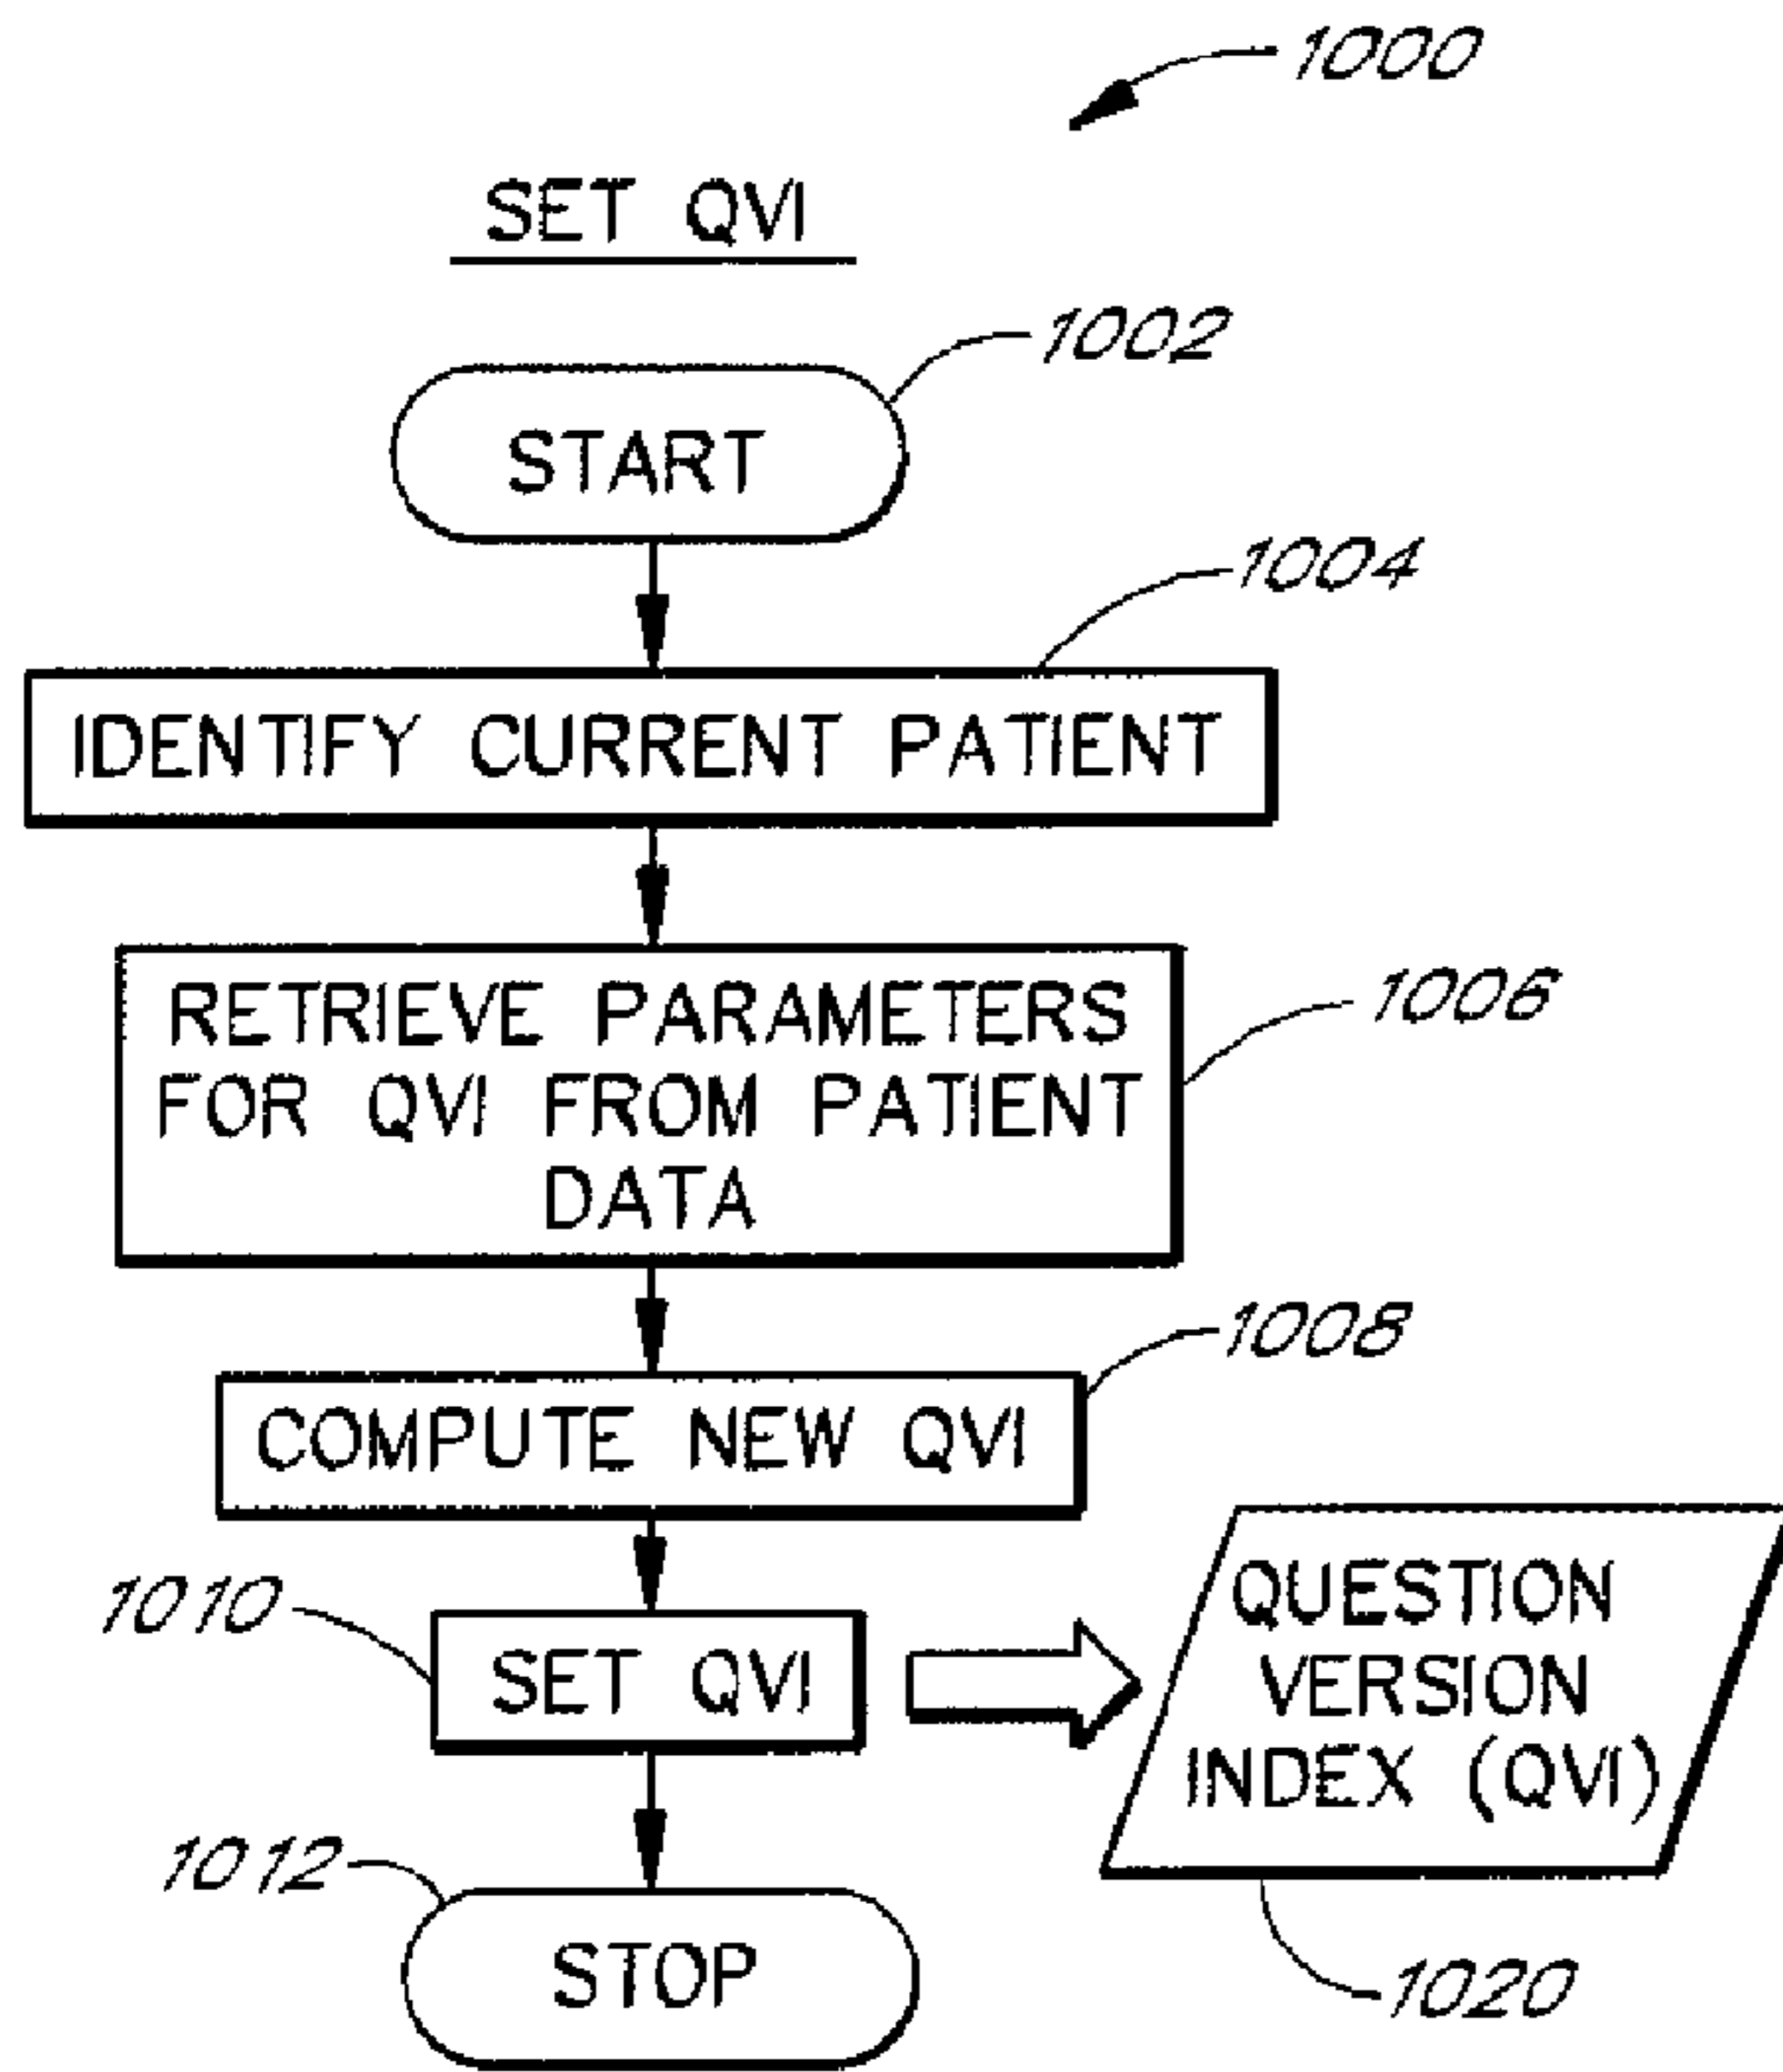 1000
SET QVI
1002
START
1004
IDENTIFY CURRENT PATIENT
1006
RETRIEVE PARAMETERS
FOR QVI FROM PATIENT
DATA
1008
COMPUTE NEW QVI
1010
SET QVI
QUESTION
VERSION
INDEX (QVI)
1012
STOP
1020